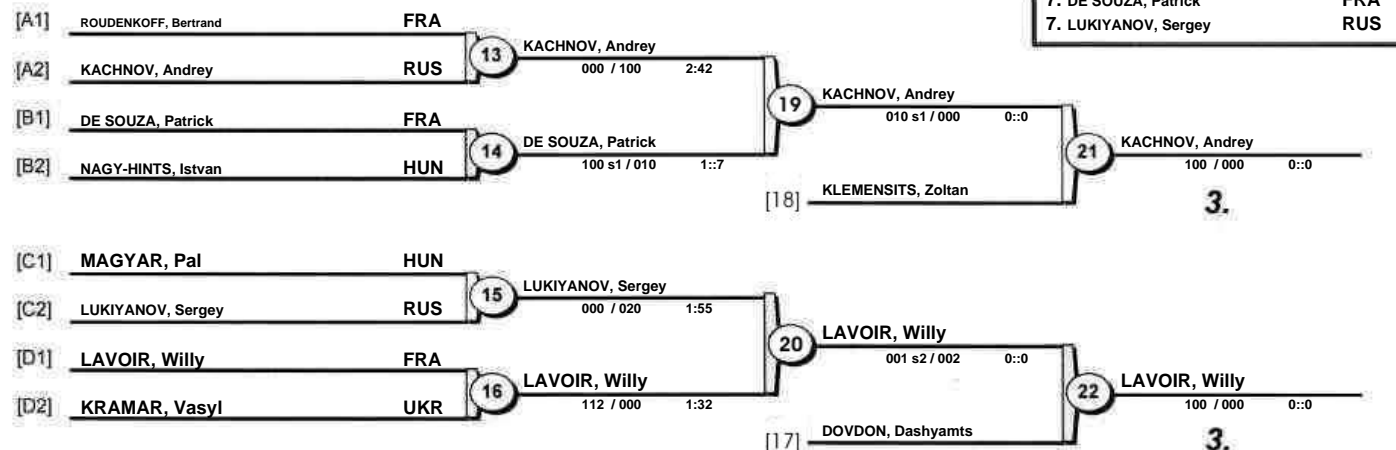 7. DE SOUZA, Patrick FRA
7. LUKIYANOV, Sergey RUS
[A1] ROUDENKOFF, Bertrand FRA
13 KACHNOV, Andrey
000 / 100 2:42
[A2] KACHNOV, Andrey RUS
19 KACHNOV, Andrey
010 s1 / 000 0::0
[B1] DE SOUZA, Patrick FRA
14 DE SOUZA, Patrick
100 s1 / 010 1::7
[B2] NAGY-HINTS, Istvan HUN
21 KACHNOV, Andrey
100 / 000 0::0
[18] KLEMENSITS, Zoltan
3.
[C1] MAGYAR, Pal HUN
15 LUKIYANOV, Sergey
000 / 020 1:55
[C2] LUKIYANOV, Sergey RUS
20 LAVOIR, Willy
001 s2 / 002 0::0
[D1] LAVOIR, Willy FRA
16 LAVOIR, Willy
112 / 000 1:32
[D2] KRAMAR, Vasyl UKR
22 LAVOIR, Willy
100 / 000 0::0
[17] DOVDON, Dashyamts
3.